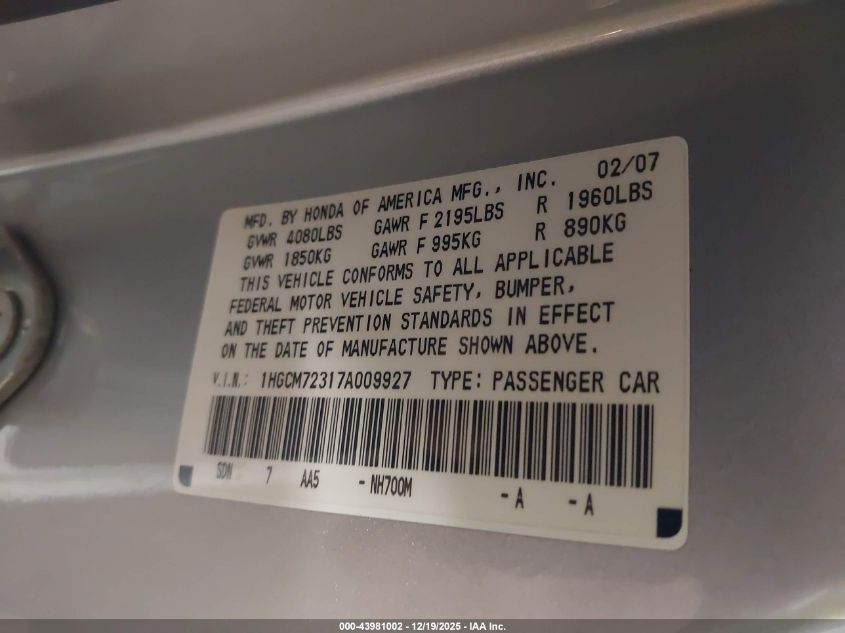 MFD. BY HONDA OF AMERICA MFG., INC. 02/07
GVWR 4080LBS GAWR F 2195LBS R 1960LBS
GVWR 1850KG GAWR F 995KG R 890KG
THIS VEHICLE CONFORMS TO ALL APPLICABLE
FEDERAL MOTOR VEHICLE SAFETY, BUMPER,
AND THEFT PREVENTION STANDARDS IN EFFECT
ON THE DATE OF MANUFACTURE SHOWN ABOVE.
V.I.N.: 1HGCM72317A009927 TYPE: PASSENGER CAR
SDN 7 AA5 - NH700M - A - A
000-43981002 - 12/19/2025 - IAA Inc.